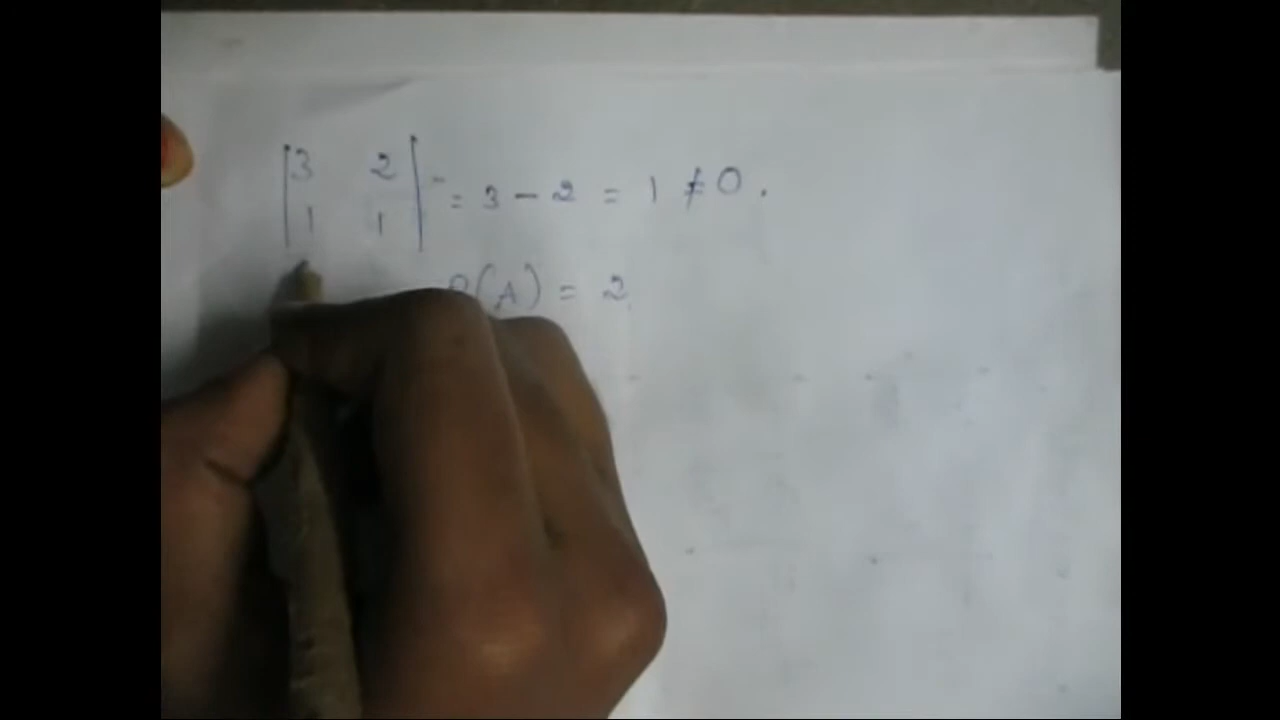 |3 2| = 3 - 2 = 1 ≠ 0.
|1 1|
ρ(A) = 2